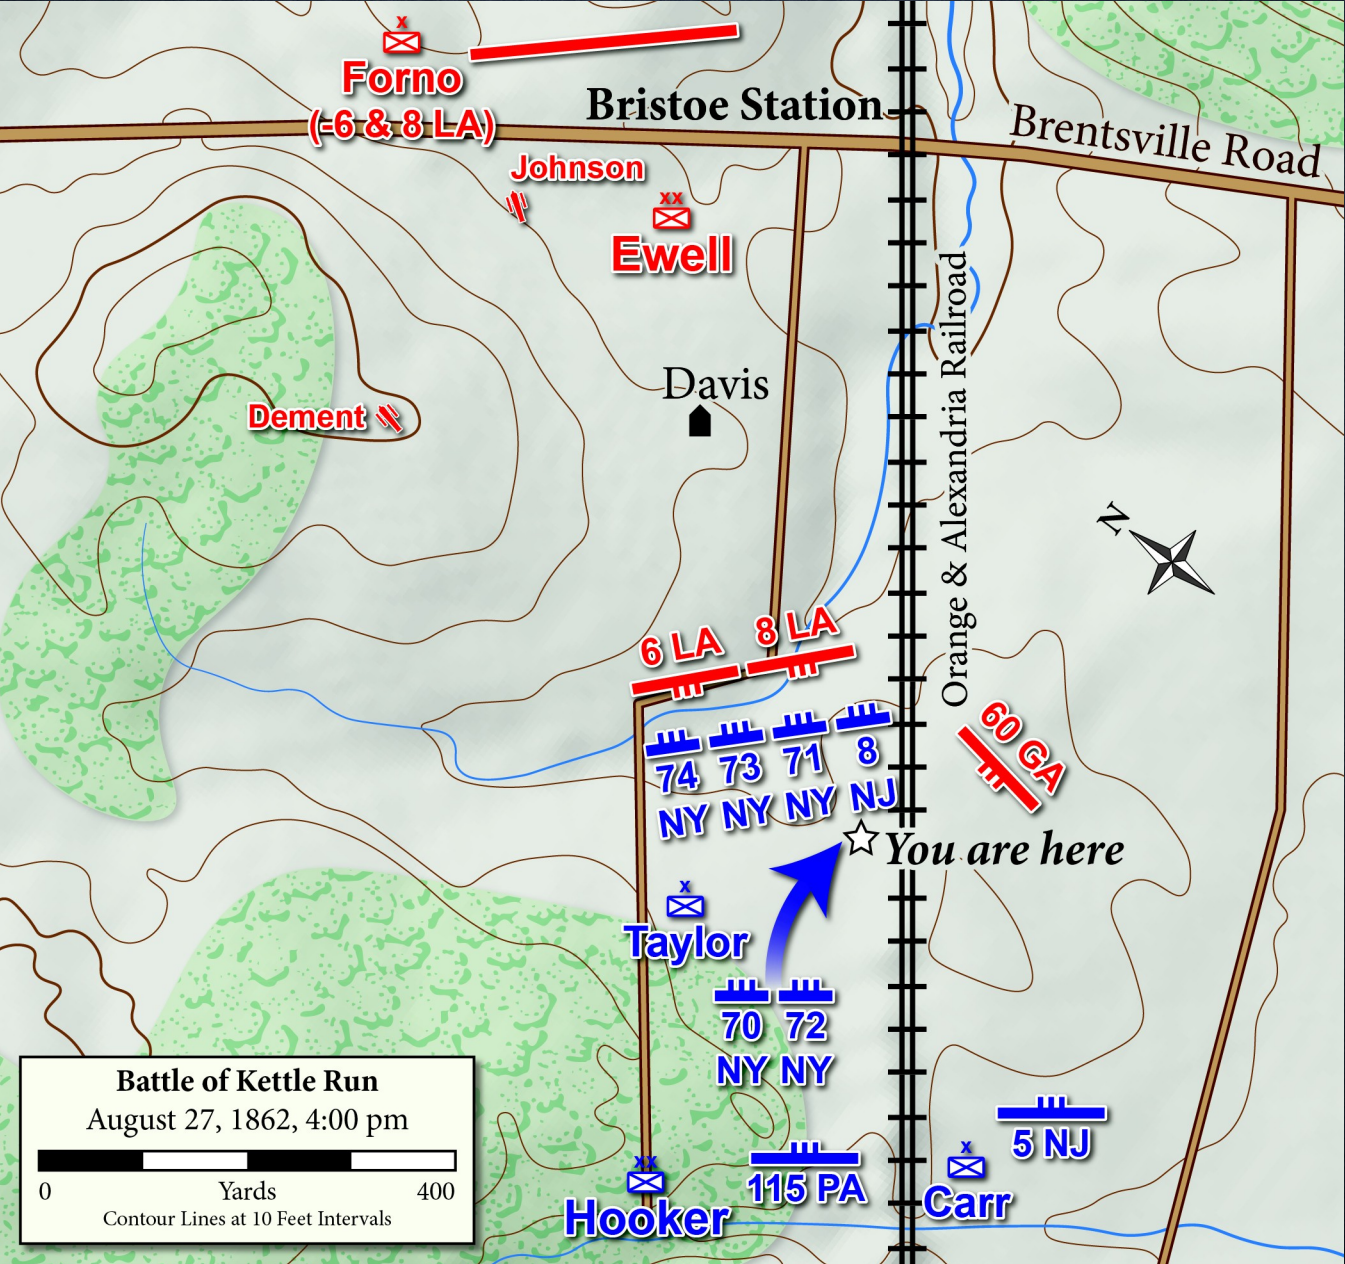 x
Forno
(-6 & 8 LA)
Bristoe Station
Brentsville Road
Johnson
xx
Ewell
Orange & Alexandria Railroad
Davis
Dement
N
6 LA
8 LA
60 GA
74
NY
73
NY
71
NY
8
NJ
You are here
x
Taylor
70
NY
72
NY
5 NJ
115 PA
xx
Hooker
x
Carr
Battle of Kettle Run
August 27, 1862, 4:00 pm
0 Yards 400
Contour Lines at 10 Feet Intervals